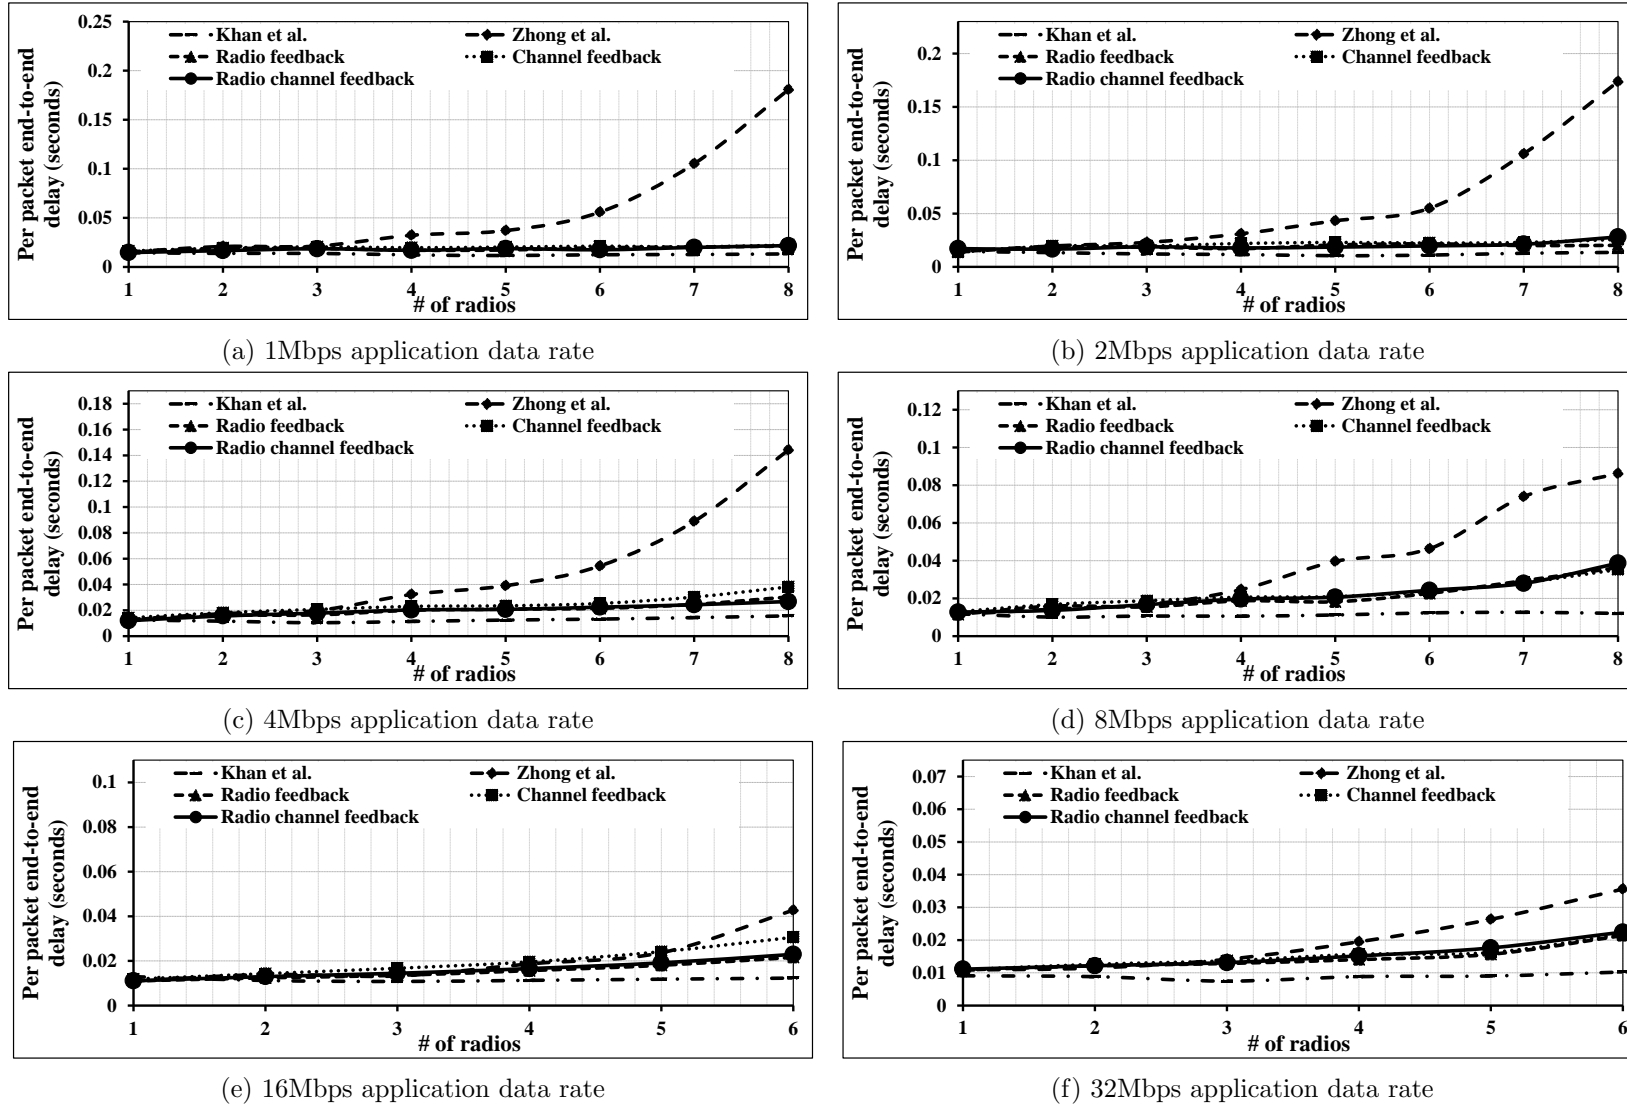 Per packet end-to-end
delay (seconds)
0.25
0.2
0.15
0.1
0.05
0
Khan et al.
Zhong et al.
Radio feedback
Channel feedback
Radio channel feedback
1 2 3 4 5 6 7 8
# of radios
(a) 1Mbps application data rate
Per packet end-to-end
delay (seconds)
0.2
0.15
0.1
0.05
0
Khan et al.
Zhong et al.
Radio feedback
Channel feedback
Radio channel feedback
1 2 3 4 5 6 7 8
# of radios
(b) 2Mbps application data rate
Per packet end-to-end
delay (seconds)
0.18
0.16
0.14
0.12
0.1
0.08
0.06
0.04
0.02
0
Khan et al.
Zhong et al.
Radio feedback
Channel feedback
Radio channel feedback
1 2 3 4 5 6 7 8
# of radios
(c) 4Mbps application data rate
Per packet end-to-end
delay (seconds)
0.12
0.1
0.08
0.06
0.04
0.02
0
Khan et al.
Zhong et al.
Radio feedback
Channel feedback
Radio channel feedback
1 2 3 4 5 6 7 8
# of radios
(d) 8Mbps application data rate
Per packet end-to-end
delay (seconds)
0.1
0.08
0.06
0.04
0.02
0
Khan et al.
Zhong et al.
Radio feedback
Channel feedback
Radio channel feedback
1 2 3 4 5 6
# of radios
(e) 16Mbps application data rate
Per packet end-to-end
delay (seconds)
0.07
0.06
0.05
0.04
0.03
0.02
0.01
0
Khan et al.
Zhong et al.
Radio feedback
Channel feedback
Radio channel feedback
1 2 3 4 5 6
# of radios
(f) 32Mbps application data rate